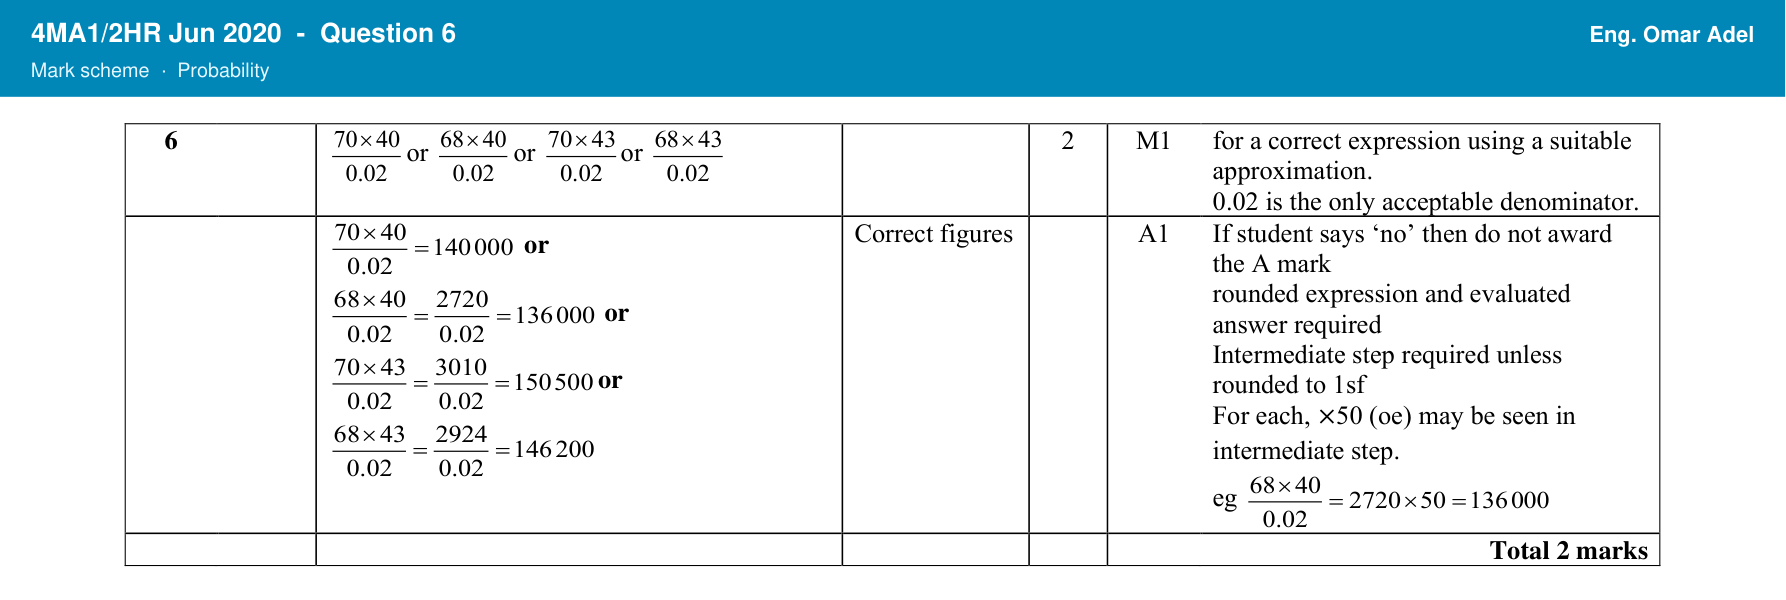 4MA1/2HR Jun 2020 - Question 6
Eng. Omar Adel
Mark scheme · Probability
6
70×40/0.02 or 68×40/0.02 or 70×43/0.02 or 68×43/0.02
2
M1
for a correct expression using a suitable
approximation.
0.02 is the only acceptable denominator.
70×40/0.02 = 140 000 or
68×40/0.02 = 2720/0.02 = 136 000 or
70×43/0.02 = 3010/0.02 = 150 500 or
68×43/0.02 = 2924/0.02 = 146 200
Correct figures
A1
If student says ‘no’ then do not award
the A mark
rounded expression and evaluated
answer required
Intermediate step required unless
rounded to 1sf
For each, ×50 (oe) may be seen in
intermediate step.
eg 68×40/0.02 = 2720×50 = 136 000
Total 2 marks